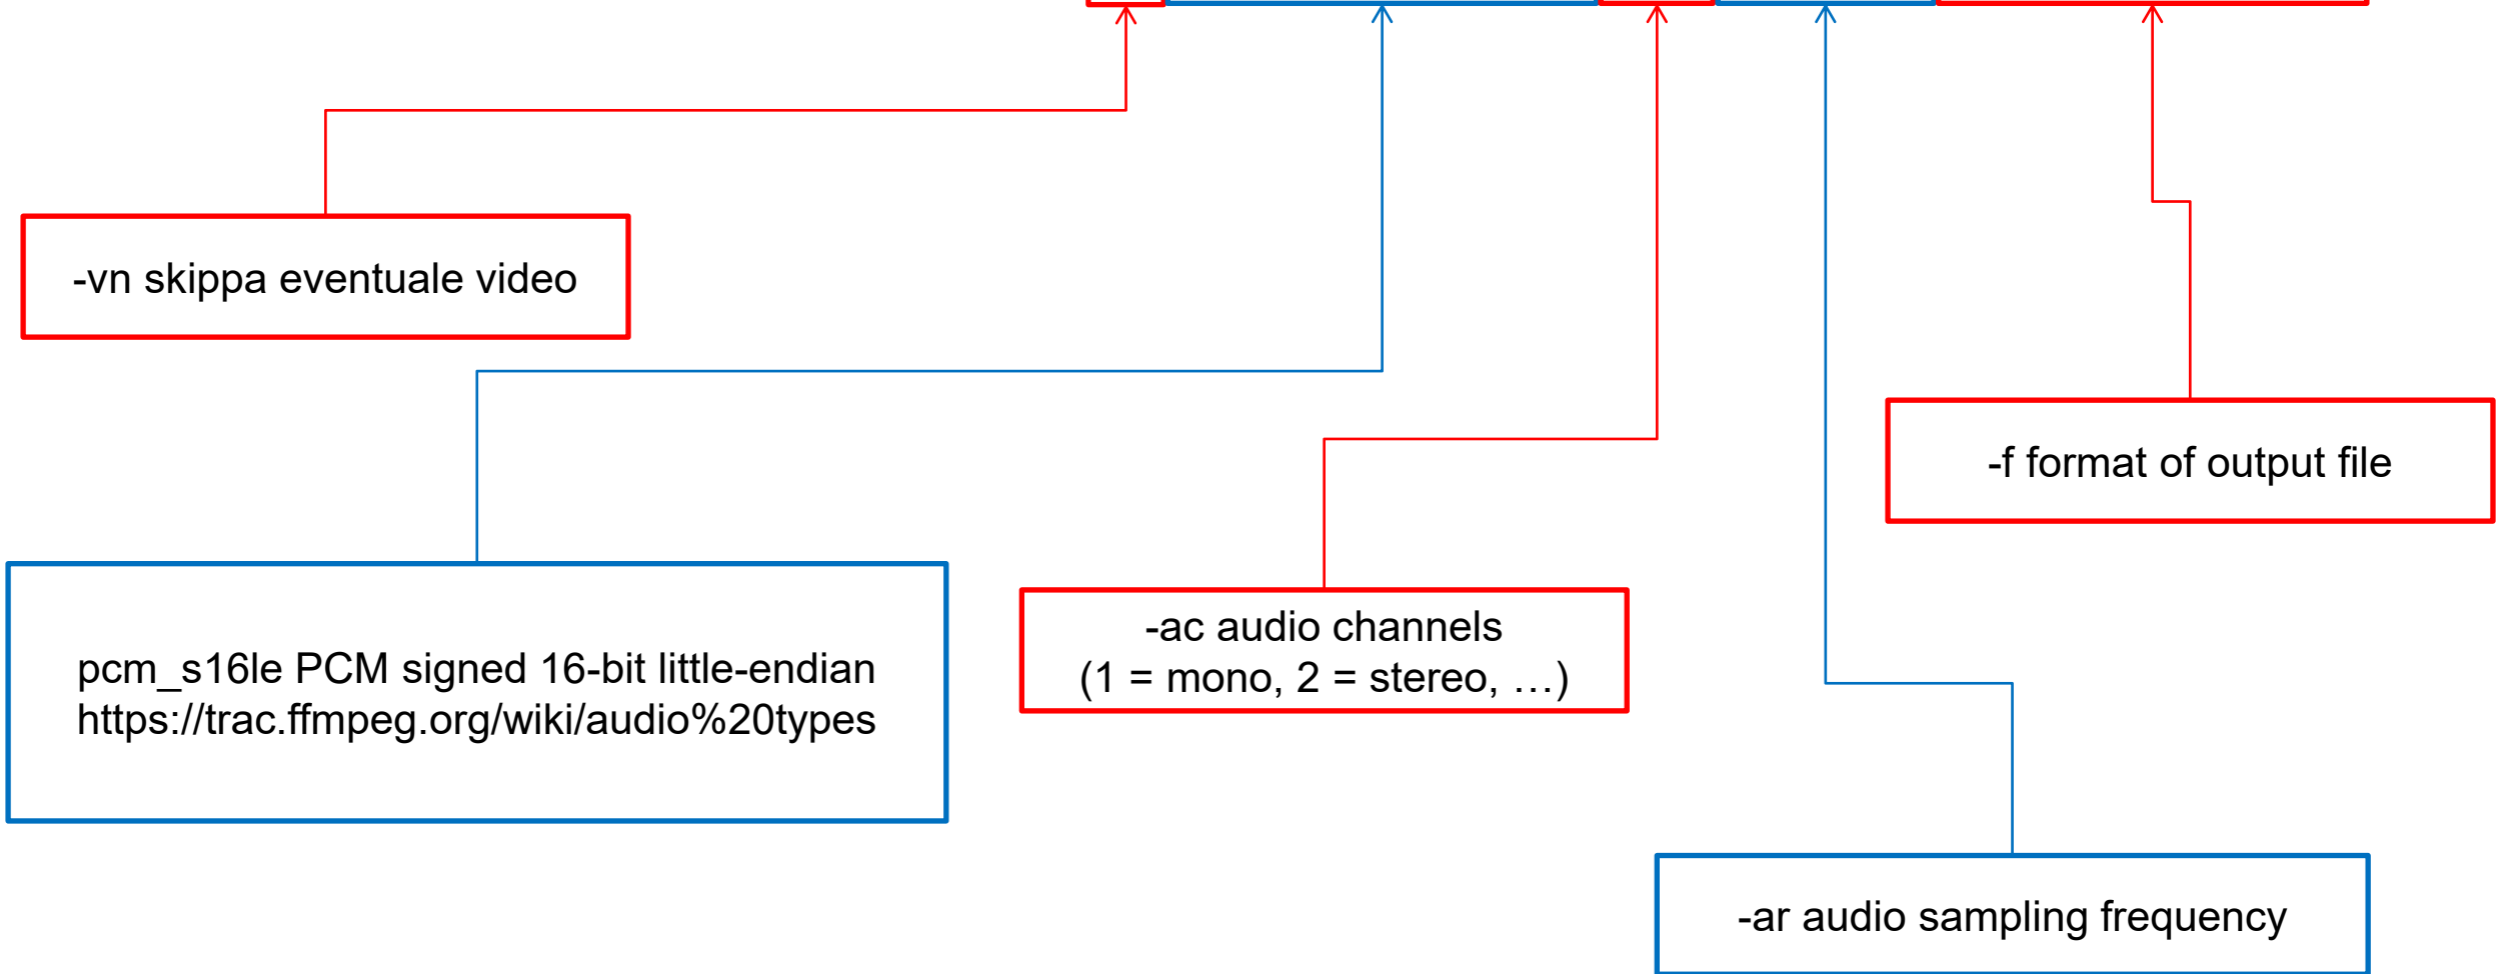 -vn skippa eventuale video
-f format of output file
pcm_s16le PCM signed 16-bit little-endian
https://trac.ffmpeg.org/wiki/audio%20types
-ac audio channels
(1 = mono, 2 = stereo, …)
-ar audio sampling frequency